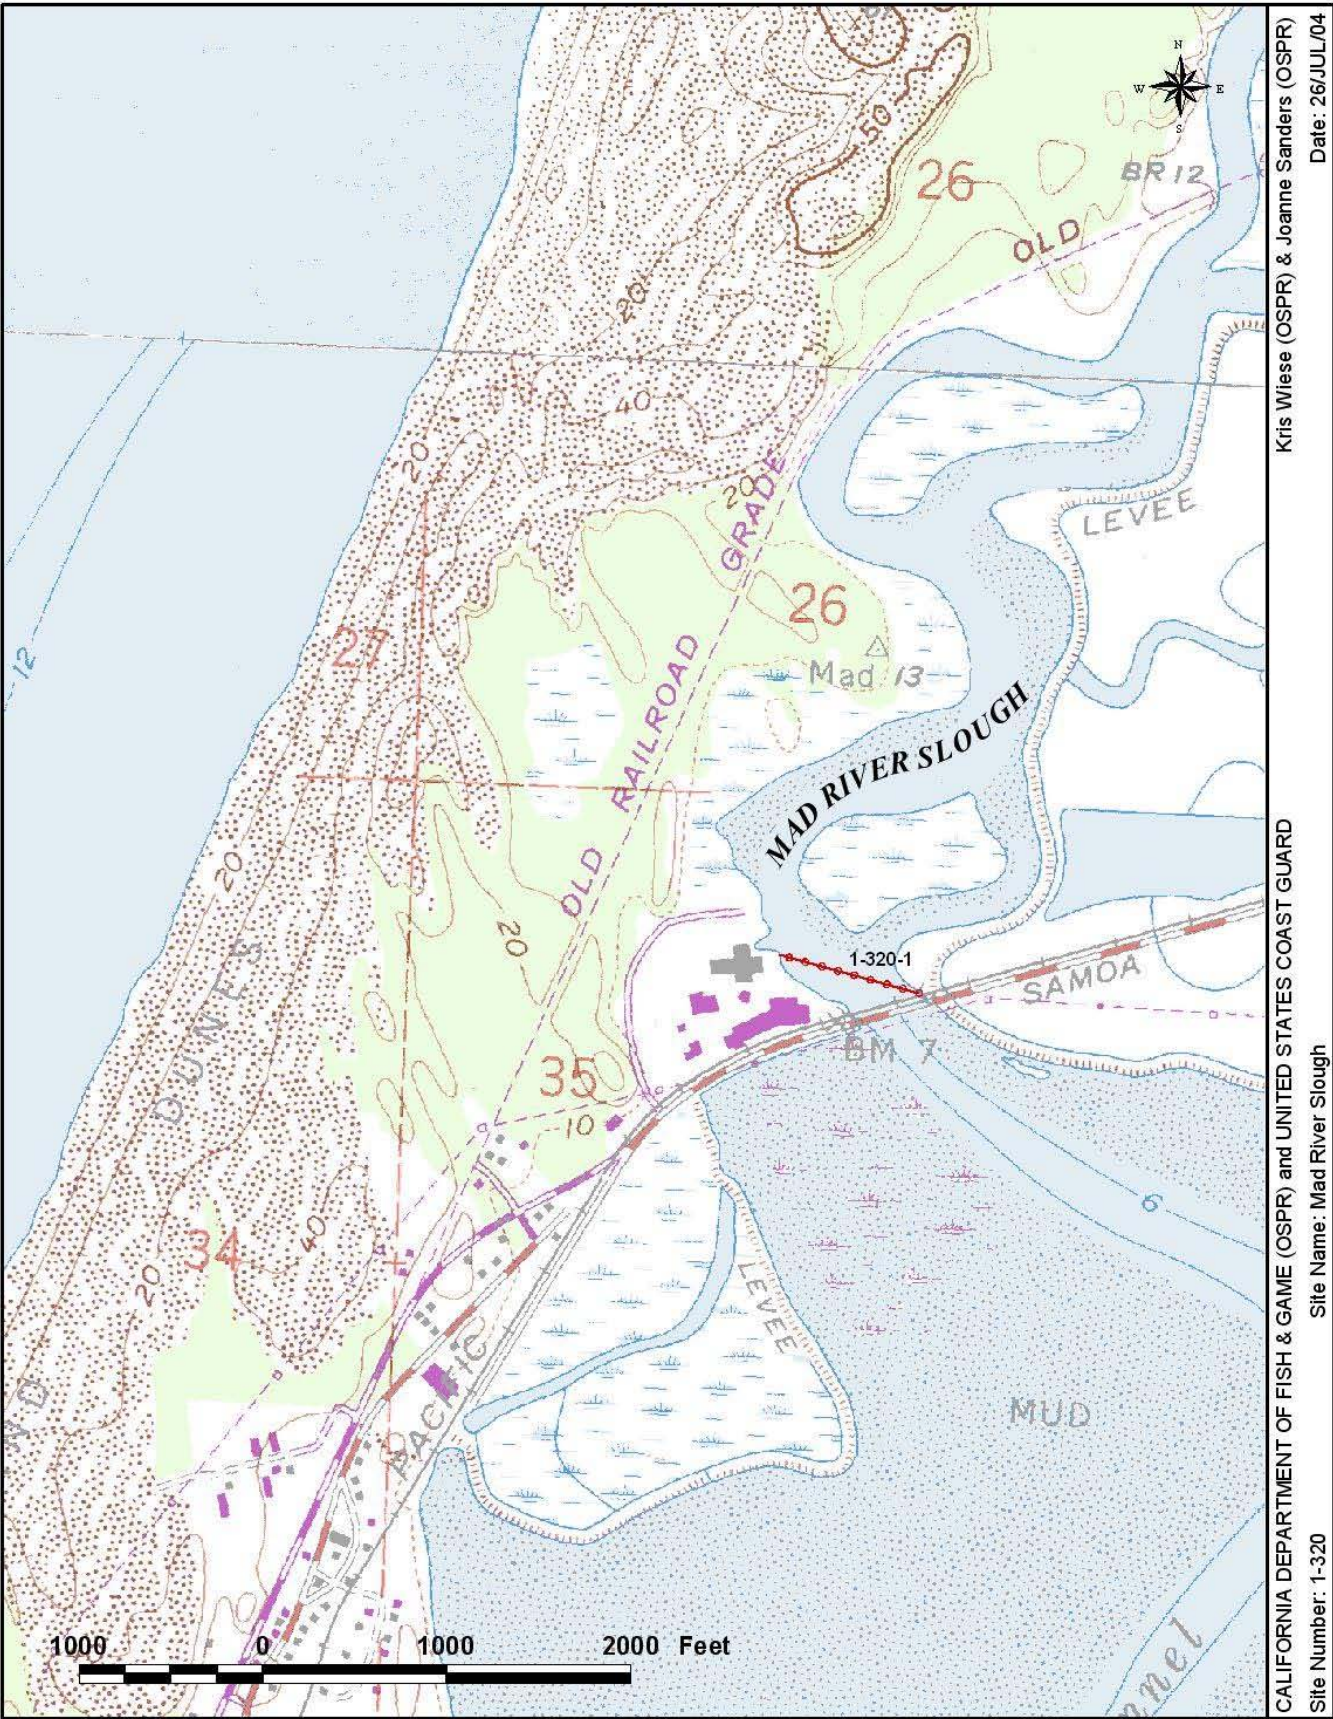 N
W E
S
50
26
BR 12
OLD
20
40
20
20
GRADE
LEVEE
27
12
26
Mad 13
RAILROAD
MAD RIVER SLOUGH
20
OLD
20
1-320-1
SAMOA
DUNES
BM 7
35
10
6
34
40
20
LEVEE
PACIFIC
MUD
1000 0 1000 2000 Feet
CALIFORNIA DEPARTMENT OF FISH & GAME (OSPR) and UNITED STATES COAST GUARD Kris Wiese (OSPR) & Joanne Sanders (OSPR)
Site Number: 1-320 Site Name: Mad River Slough Date: 26/JUL/04